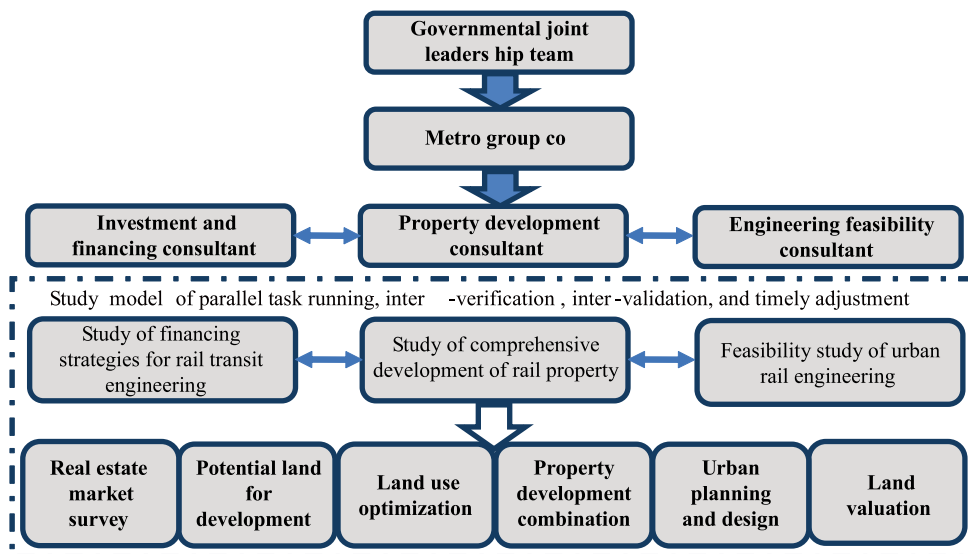 Governmental joint
leaders hip team
Metro group co
Investment and
financing consultant
Property development
consultant
Engineering feasibility
consultant
Study model of parallel task running, inter -verification , inter-validation, and timely adjustment
Study of financing
strategies for rail transit
engineering
Study of comprehensive
development of rail property
Feasibility study of urban
rail engineering
Real estate
market
survey
Potential land
for
development
Land use
optimization
Property
development
combination
Urban
planning
and design
Land
valuation